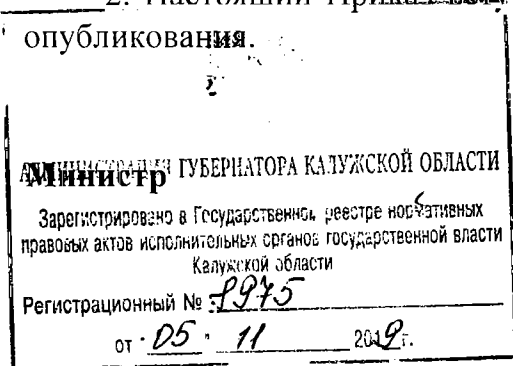 2. Настоящий Приказ
опубликования.
АДМИНИСТРАЦИЯ ГУБЕРНАТОРА КАЛУЖСКОЙ ОБЛАСТИ
Министр
Зарегистрировано в Государственном реестре нормативных
правовых актов исполнительных органов государственной власти
Калужской области
Регистрационный № 8975
от "05" 11 2019 г.